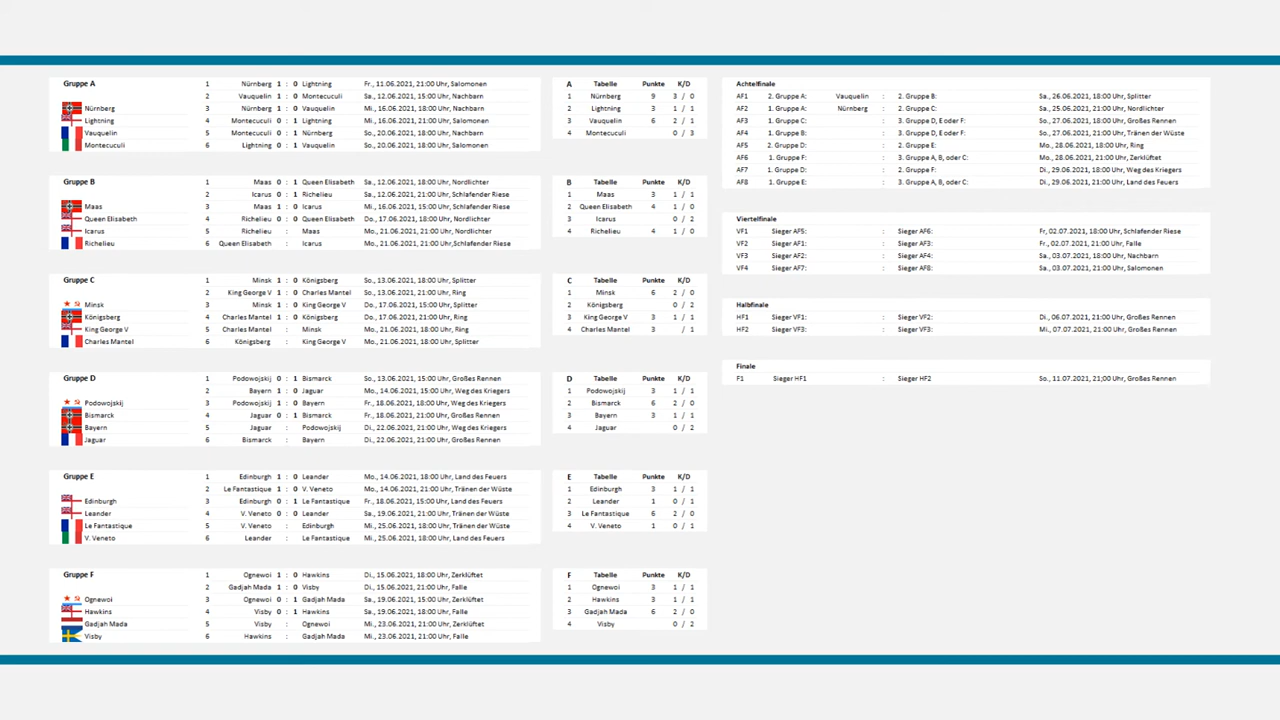 Gruppe A 1 Nürnberg 1 : 0 Lightning Fr., 11.06.2021, 21:00 Uhr, Salomonen
2 Vauquelin 1 : 0 Montecuculi Sa., 12.06.2021, 15:00 Uhr, Nachbarn
Nürnberg 3 Nürnberg 1 : 0 Vauquelin Mi., 16.06.2021, 18:00 Uhr, Nachbarn
Lightning 4 Montecuculi 0 : 1 Lightning Mi., 16.06.2021, 21:00 Uhr, Salomonen
Vauquelin 5 Montecuculi 0 : 1 Nürnberg So., 20.06.2021, 18:00 Uhr, Nachbarn
Montecuculi 6 Lightning 0 : 1 Vauquelin So., 20.06.2021, 18:00 Uhr, Salomonen
Gruppe B 1 Maas 0 : 1 Queen Elisabeth Sa., 12.06.2021, 18:00 Uhr, Nordlichter
2 Icarus 0 : 1 Richelieu Sa., 12.06.2021, 21:00 Uhr, Schlafender Riese
Maas 3 Maas 1 : 0 Icarus Mi., 16.06.2021, 15:00 Uhr, Schlafender Riese
Queen Elisabeth 4 Richelieu 0 : 0 Queen Elisabeth Do., 17.06.2021, 18:00 Uhr, Nordlichter
Icarus 5 Richelieu : Maas Mo., 21.06.2021, 21:00 Uhr, Nordlichter
Richelieu 6 Queen Elisabeth : Icarus Mo., 21.06.2021, 21:00 Uhr,Schlafender Riese
Gruppe C 1 Minsk 1 : 0 Königsberg So., 13.06.2021, 18:00 Uhr, Splitter
2 King George V 1 : 0 Charles Mantel So., 13.06.2021, 21:00 Uhr, Ring
Minsk 3 Minsk 1 : 0 King George V Do., 17.06.2021, 15:00 Uhr, Splitter
Königsberg 4 Charles Mantel 1 : 0 Königsberg Do., 17.06.2021, 21:00 Uhr, Ring
King George V 5 Charles Mantel : Minsk Mo., 21.06.2021, 18:00 Uhr, Ring
Charles Mantel 6 Königsberg : King George V Mo., 21.06.2021, 18:00 Uhr, Splitter
Gruppe D 1 Podowojskij 0 : 1 Bismarck So., 13.06.2021, 15:00 Uhr, Großes Rennen
2 Bayern 1 : 0 Jaguar Mo., 14.06.2021, 15:00 Uhr, Weg des Kriegers
Podowojskij 3 Podowojskij 1 : 0 Bayern Fr., 18.06.2021, 18:00 Uhr, Weg des Kriegers
Bismarck 4 Jaguar 0 : 1 Bismarck Fr., 18.06.2021, 21:00 Uhr, Großes Rennen
Bayern 5 Jaguar : Podowojskij Di., 22.06.2021, 21:00 Uhr, Weg des Kriegers
Jaguar 6 Bismarck : Bayern Di., 22.06.2021, 21:00 Uhr, Großes Rennen
Gruppe E 1 Edinburgh 1 : 0 Leander Mo., 14.06.2021, 18:00 Uhr, Land des Feuers
2 Le Fantastique 1 : 0 V. Veneto Mo., 14.06.2021, 21:00 Uhr, Tränen der Wüste
Edinburgh 3 Edinburgh 0 : 1 Le Fantastique Fr., 18.06.2021, 15:00 Uhr, Land des Feuers
Leander 4 V. Veneto 0 : 0 Leander Sa., 19.06.2021, 21:00 Uhr, Tränen der Wüste
Le Fantastique 5 V. Veneto : Edinburgh Mi., 25.06.2021, 18:00 Uhr, Tränen der Wüste
V. Veneto 6 Leander : Le Fantastique Mi., 25.06.2021, 18:00 Uhr, Land des Feuers
Gruppe F 1 Ognewoi 1 : 0 Hawkins Di., 15.06.2021, 18:00 Uhr, Zerklüftet
2 Gadjah Mada 1 : 0 Visby Di., 15.06.2021, 21:00 Uhr, Falle
Ognewoi 3 Ognewoi 0 : 1 Gadjah Mada Sa., 19.06.2021, 15:00 Uhr, Zerklüftet
Hawkins 4 Visby 0 : 1 Hawkins Sa., 19.06.2021, 18:00 Uhr, Falle
Gadjah Mada 5 Visby : Ognewoi Mi., 23.06.2021, 21:00 Uhr, Zerklüftet
Visby 6 Hawkins : Gadjah Mada Mi., 23.06.2021, 21:00 Uhr, Falle
A Tabelle Punkte K/D
1 Nürnberg 9 3 / 0
2 Lightning 3 1 / 1
3 Vauquelin 6 2 / 1
4 Montecuculi 0 / 3
B Tabelle Punkte K/D
1 Maas 3 1 / 1
2 Queen Elisabeth 4 1 / 0
3 Icarus 0 / 2
4 Richelieu 4 1 / 0
C Tabelle Punkte K/D
1 Minsk 6 2 / 0
2 Königsberg 0 / 2
3 King George V 3 1 / 1
4 Charles Mantel 3 / 1
D Tabelle Punkte K/D
1 Podowojskij 3 1 / 1
2 Bismarck 6 2 / 0
3 Bayern 3 1 / 1
4 Jaguar 0 / 2
E Tabelle Punkte K/D
1 Edinburgh 3 1 / 1
2 Leander 1 0 / 1
3 Le Fantastique 6 2 / 0
4 V. Veneto 1 0 / 1
F Tabelle Punkte K/D
1 Ognewoi 3 1 / 1
2 Hawkins 3 1 / 1
3 Gadjah Mada 6 2 / 0
4 Visby 0 / 2
Achtelfinale
AF1 2. Gruppe A: Vauquelin : 2. Gruppe B: Sa., 26.06.2021, 18:00 Uhr, Splitter
AF2 1. Gruppe A: Nürnberg : 2. Gruppe C: Sa., 25.06.2021, 21:00 Uhr, Nordlichter
AF3 1. Gruppe C: : 3. Gruppe D, E oder F: So., 27.06.2021, 18:00 Uhr, Großes Rennen
AF4 1. Gruppe B: : 3. Gruppe D, E oder F: So., 27.06.2021, 21:00 Uhr, Tränen der Wüste
AF5 2. Gruppe D: : 2. Gruppe E: Mo., 28.06.2021, 18:00 Uhr, Ring
AF6 1. Gruppe F: : 3. Gruppe A, B, oder C: Mo., 28.06.2021, 21:00 Uhr, Zerklüftet
AF7 1. Gruppe D: : 2. Gruppe F: Di., 29.06.2021, 18:00 Uhr, Weg des Kriegers
AF8 1. Gruppe E: : 3. Gruppe A, B, oder C: Di., 29.06.2021, 21:00 Uhr, Land des Feuers
Viertelfinale
VF1 Sieger AF5: : Sieger AF6: Fr, 02.07.2021, 18:00 Uhr, Schlafender Riese
VF2 Sieger AF1: : Sieger AF3: Fr., 02.07.2021, 21:00 Uhr, Falle
VF3 Sieger AF2: : Sieger AF4: Sa., 03.07.2021, 18:00 Uhr, Nachbarn
VF4 Sieger AF7: : Sieger AF8: Sa., 03.07.2021, 21:00 Uhr, Salomonen
Halbfinale
HF1 Sieger VF1: : Sieger VF2: Di., 06.07.2021, 21:00 Uhr, Großes Rennen
HF2 Sieger VF3: : Sieger VF3: Mi., 07.07.2021, 21:00 Uhr, Großes Rennen
Finale
F1 Sieger HF1 : Sieger HF2 So., 11.07.2021, 21;00 Uhr, Großes Rennen